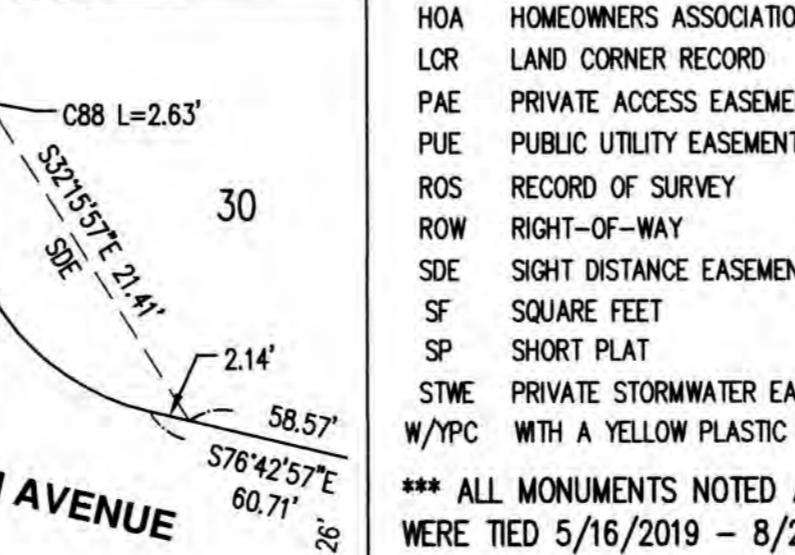 C88 L=2.63'
S32°15'57"E 21.41'
SDE
30
2.14'
58.57'
S76°42'57"E
60.71'
26'
AVENUE
HOA HOMEOWNERS ASSOCIATIO
LCR LAND CORNER RECORD
PAE PRIVATE ACCESS EASEME
PUE PUBLIC UTILITY EASEMENT
ROS RECORD OF SURVEY
ROW RIGHT-OF-WAY
SDE SIGHT DISTANCE EASEMEN
SF SQUARE FEET
SP SHORT PLAT
STWE PRIVATE STORMWATER EA
W/YPC WITH A YELLOW PLASTIC
*** ALL MONUMENTS NOTED
WERE TIED 5/16/2019 – 8/2